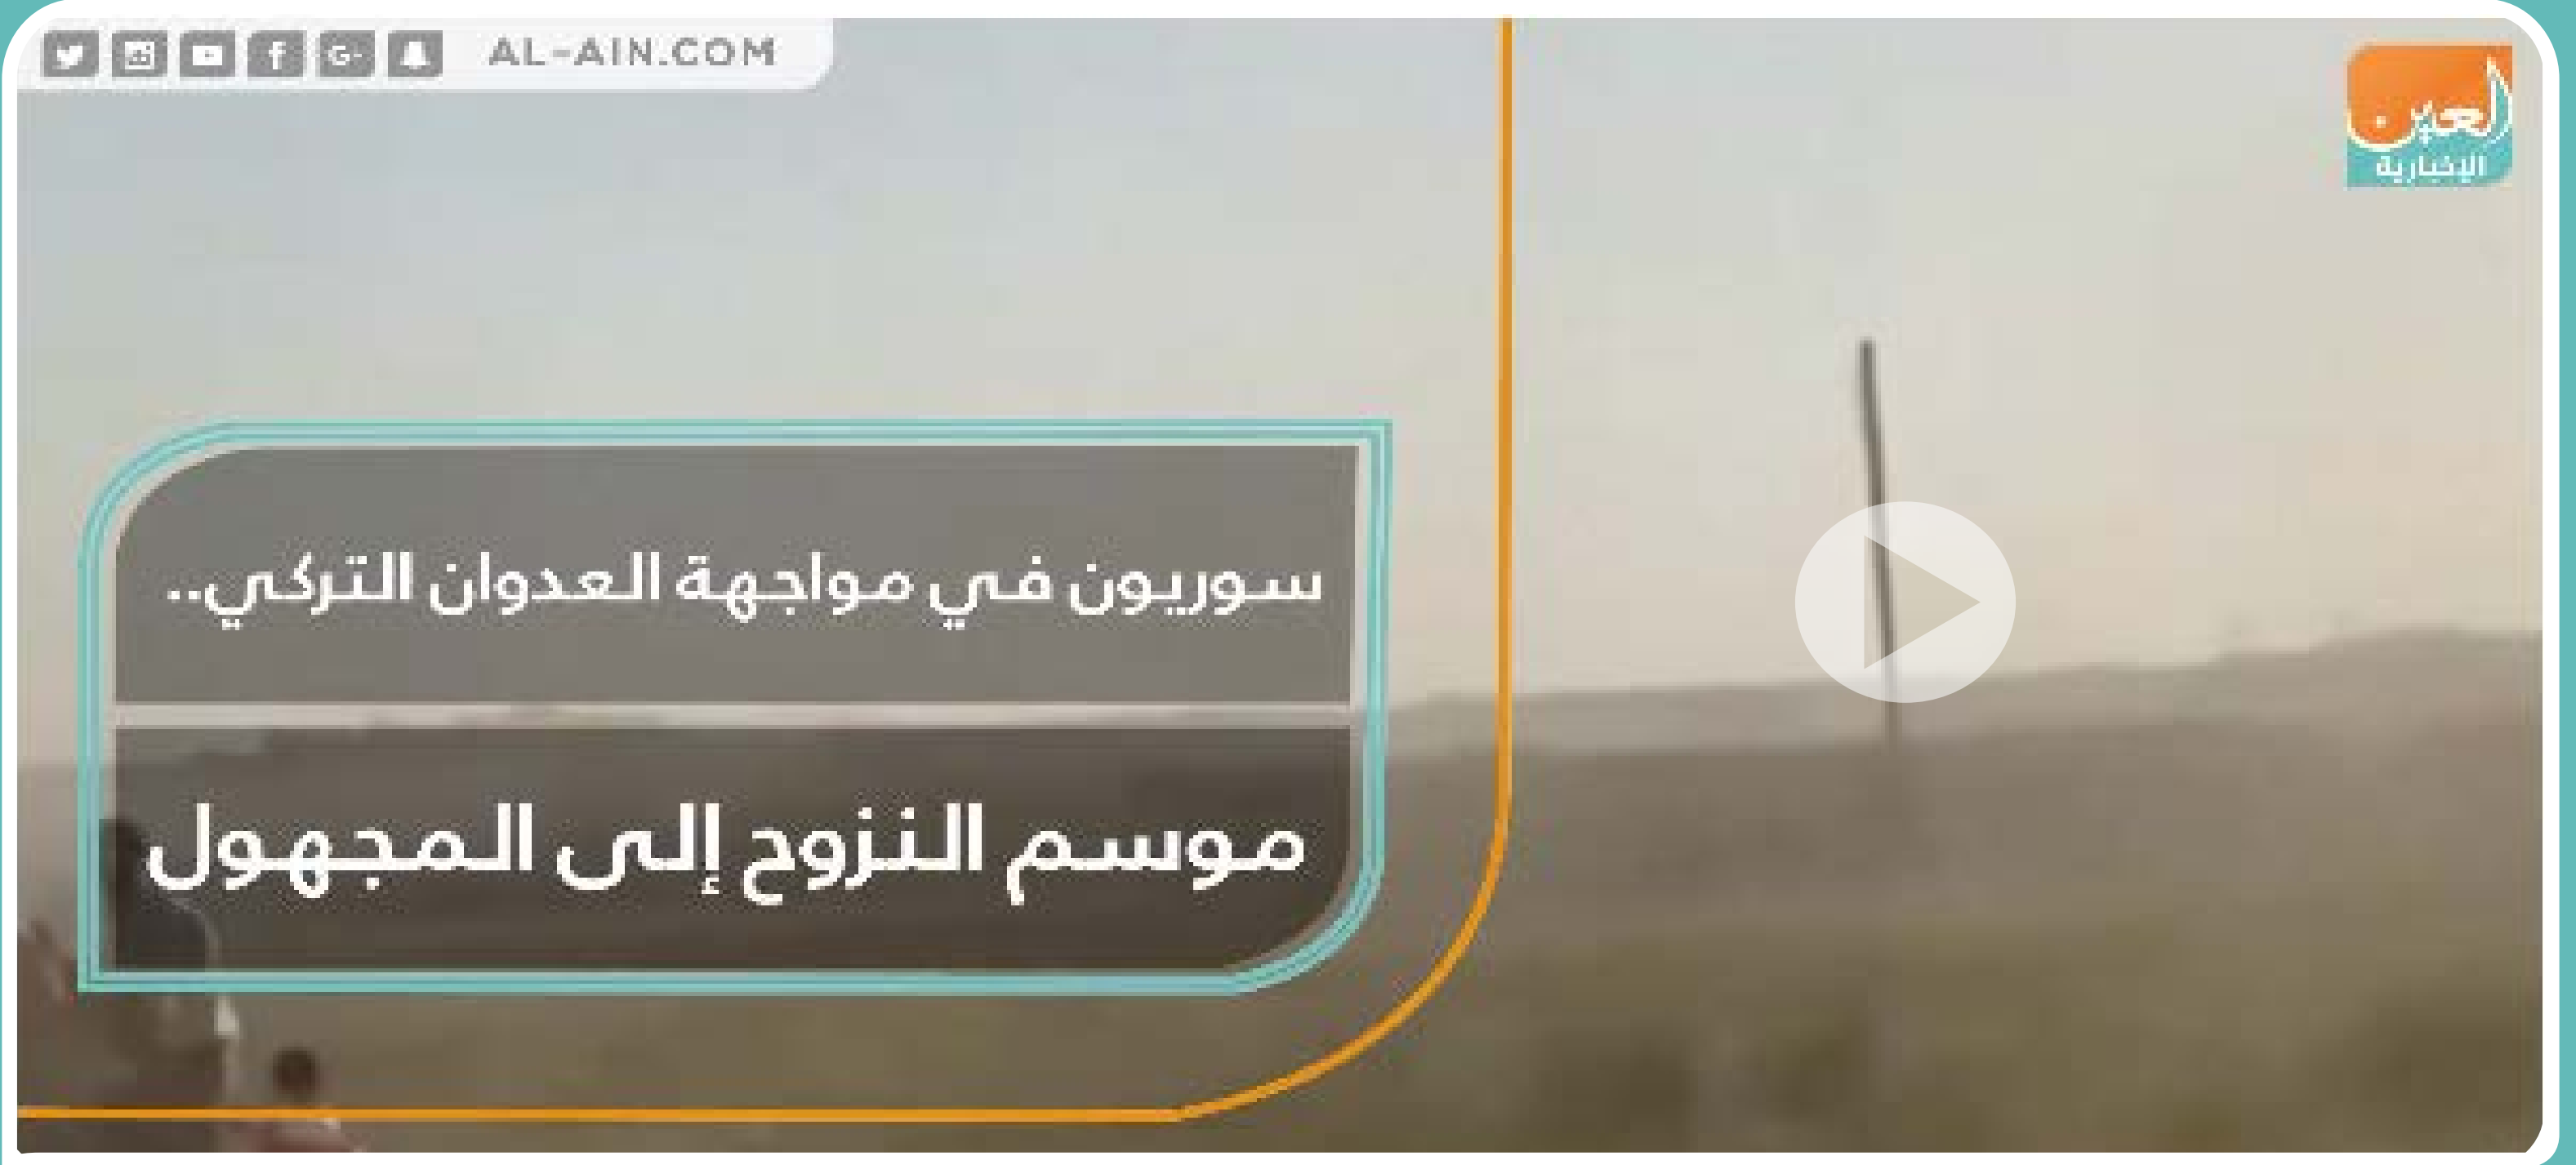 AL-AIN.COM
العين
الإخبارية
سوريون في مواجهة العدوان التركي..
موسم النزوح إلى المجهول